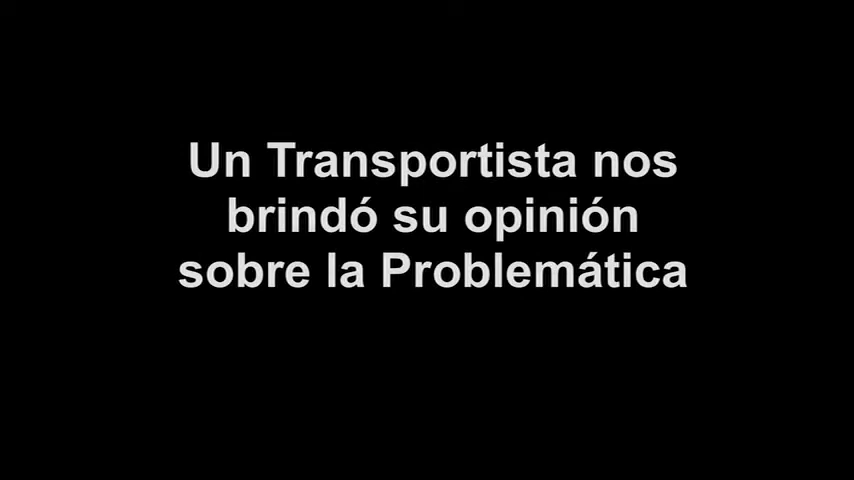 Un Transportista nos
brindó su opinión
sobre la Problemática